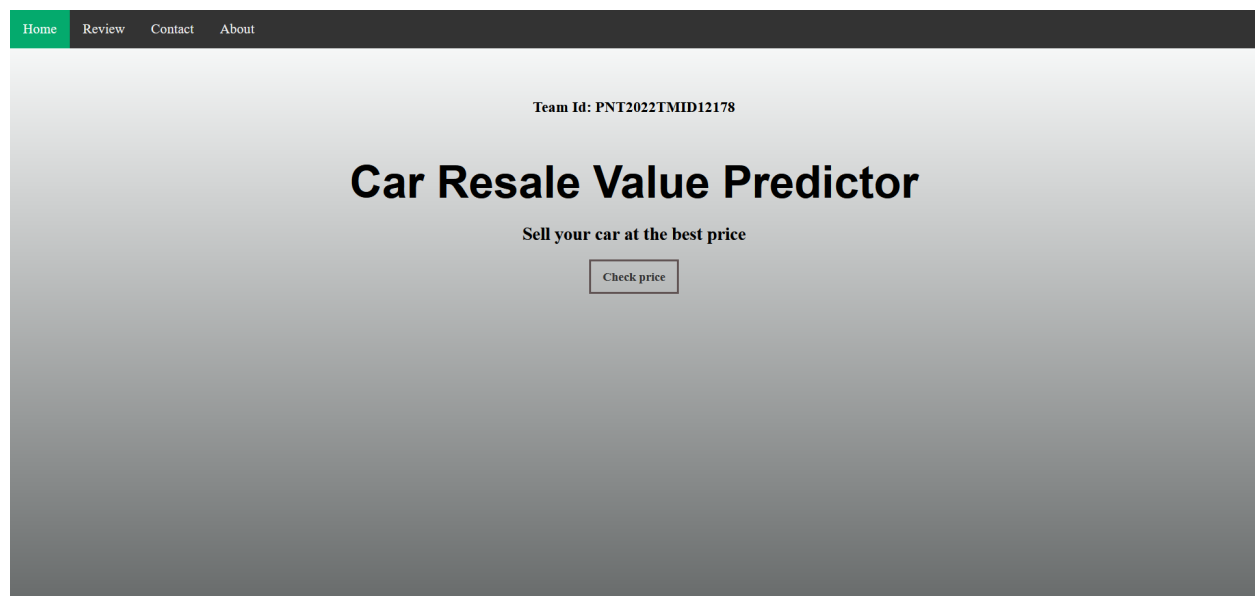 Home Review Contact About
Team Id: PNT2022TMID12178
Car Resale Value Predictor
Sell your car at the best price
Check price